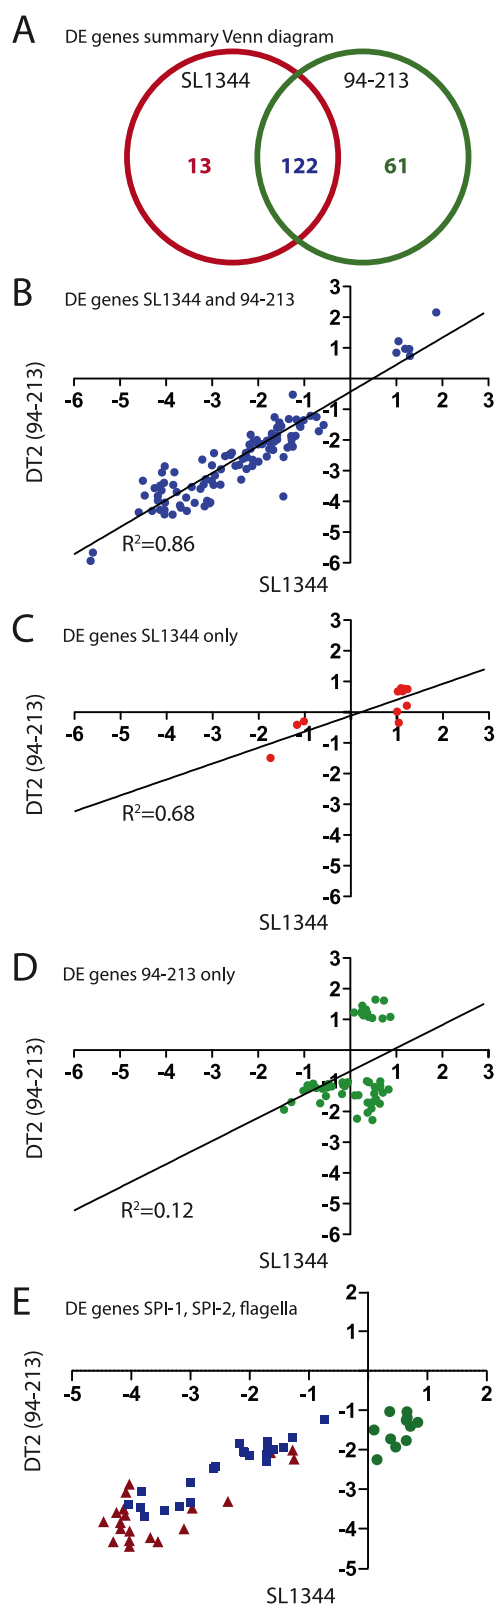 A DE genes summary Venn diagram
SL1344 94-213
13 122 61
B DE genes SL1344 and 94-213
3
2
1
-6 -5 -4 -3 -2 -1 0 1 2 3
-1
-2
-3
-4
-5
-6
DT2 (94-213)
R²=0.86
SL1344
C DE genes SL1344 only
3
2
1
-6 -5 -4 -3 -2 -1 0 1 2 3
-1
-2
-3
-4
-5
-6
DT2 (94-213)
R²=0.68
SL1344
D DE genes 94-213 only
3
2
1
-6 -5 -4 -3 -2 -1 0 1 2 3
-1
-2
-3
-4
-5
-6
DT2 (94-213)
R²=0.12
SL1344
E DE genes SPI-1, SPI-2, flagella
2
1
-5 -4 -3 -2 -1 0 1 2
-1
-2
-3
-4
-5
DT2 (94-213)
SL1344